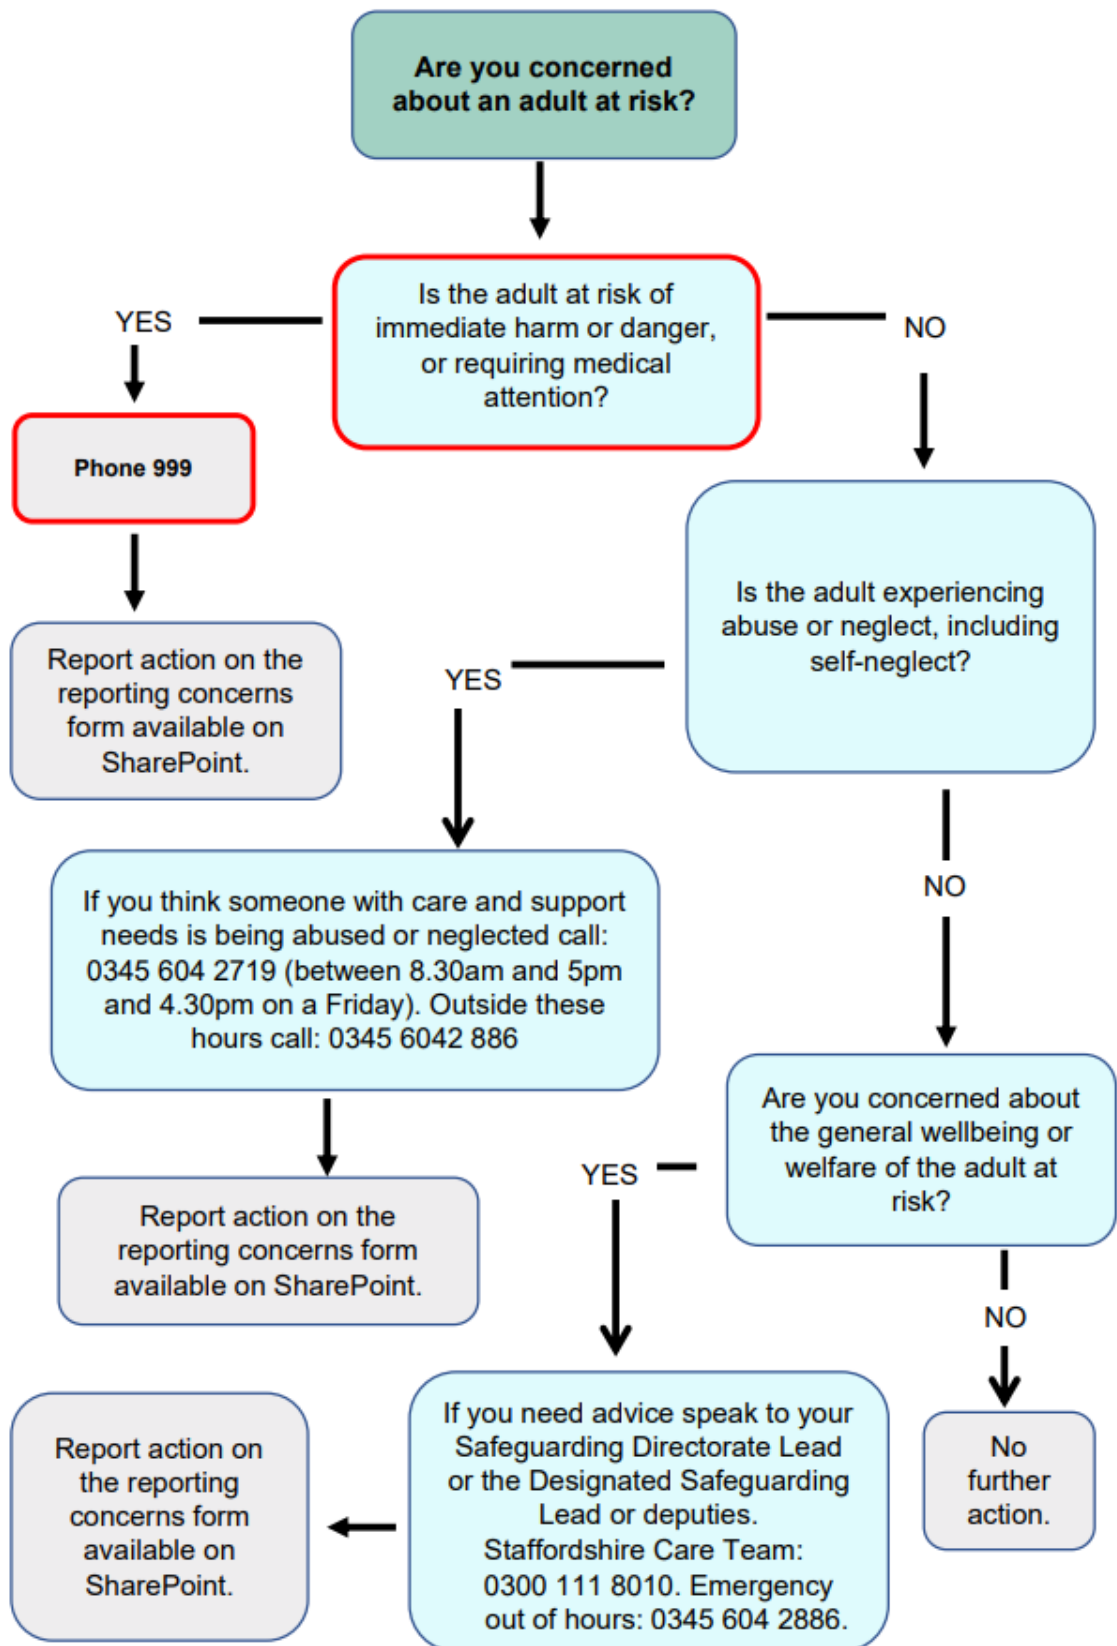 Are you concerned
about an adult at risk?
Is the adult at risk of
immediate harm or danger,
or requiring medical
attention?
YES
NO
Phone 999
Is the adult experiencing
abuse or neglect, including
self-neglect?
Report action on the
reporting concerns
form available on
SharePoint.
YES
NO
If you think someone with care and support
needs is being abused or neglected call:
0345 604 2719 (between 8.30am and 5pm
and 4.30pm on a Friday). Outside these
hours call: 0345 6042 886
Are you concerned about
the general wellbeing or
welfare of the adult at
risk?
YES
Report action on the
reporting concerns form
available on SharePoint.
NO
If you need advice speak to your
Safeguarding Directorate Lead
or the Designated Safeguarding
Lead or deputies.
Staffordshire Care Team:
0300 111 8010. Emergency
out of hours: 0345 604 2886.
No
further
action.
Report action on
the reporting
concerns form
available on
SharePoint.